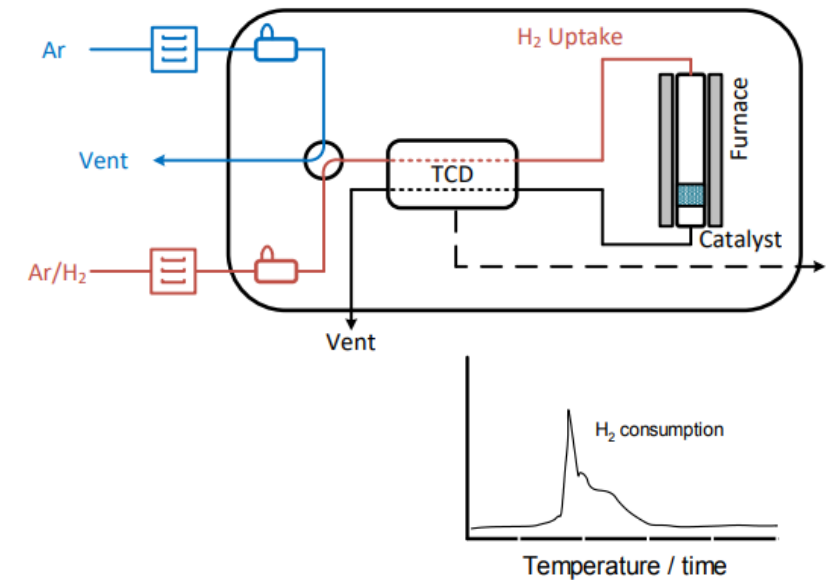 Ar
H₂ Uptake
Furnace
Vent
TCD
Catalyst
Ar/H₂
Vent
H₂ consumption
Temperature / time